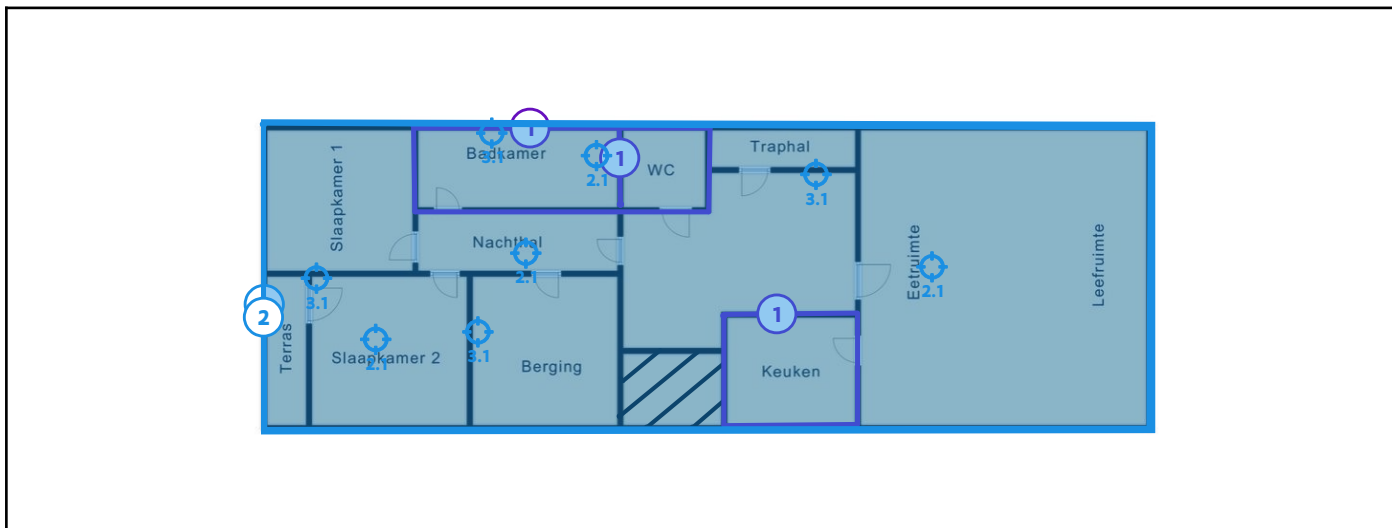 1
3.1
Badkamer
2.1
1
WC
Traphal
3.1
Slaapkamer 1
Nachthal
2.1
Eetruimte
2.1
Leefruimte
3.1
2
Terras
Slaapkamer 2
2.1
3.1
Berging
1
Keuken